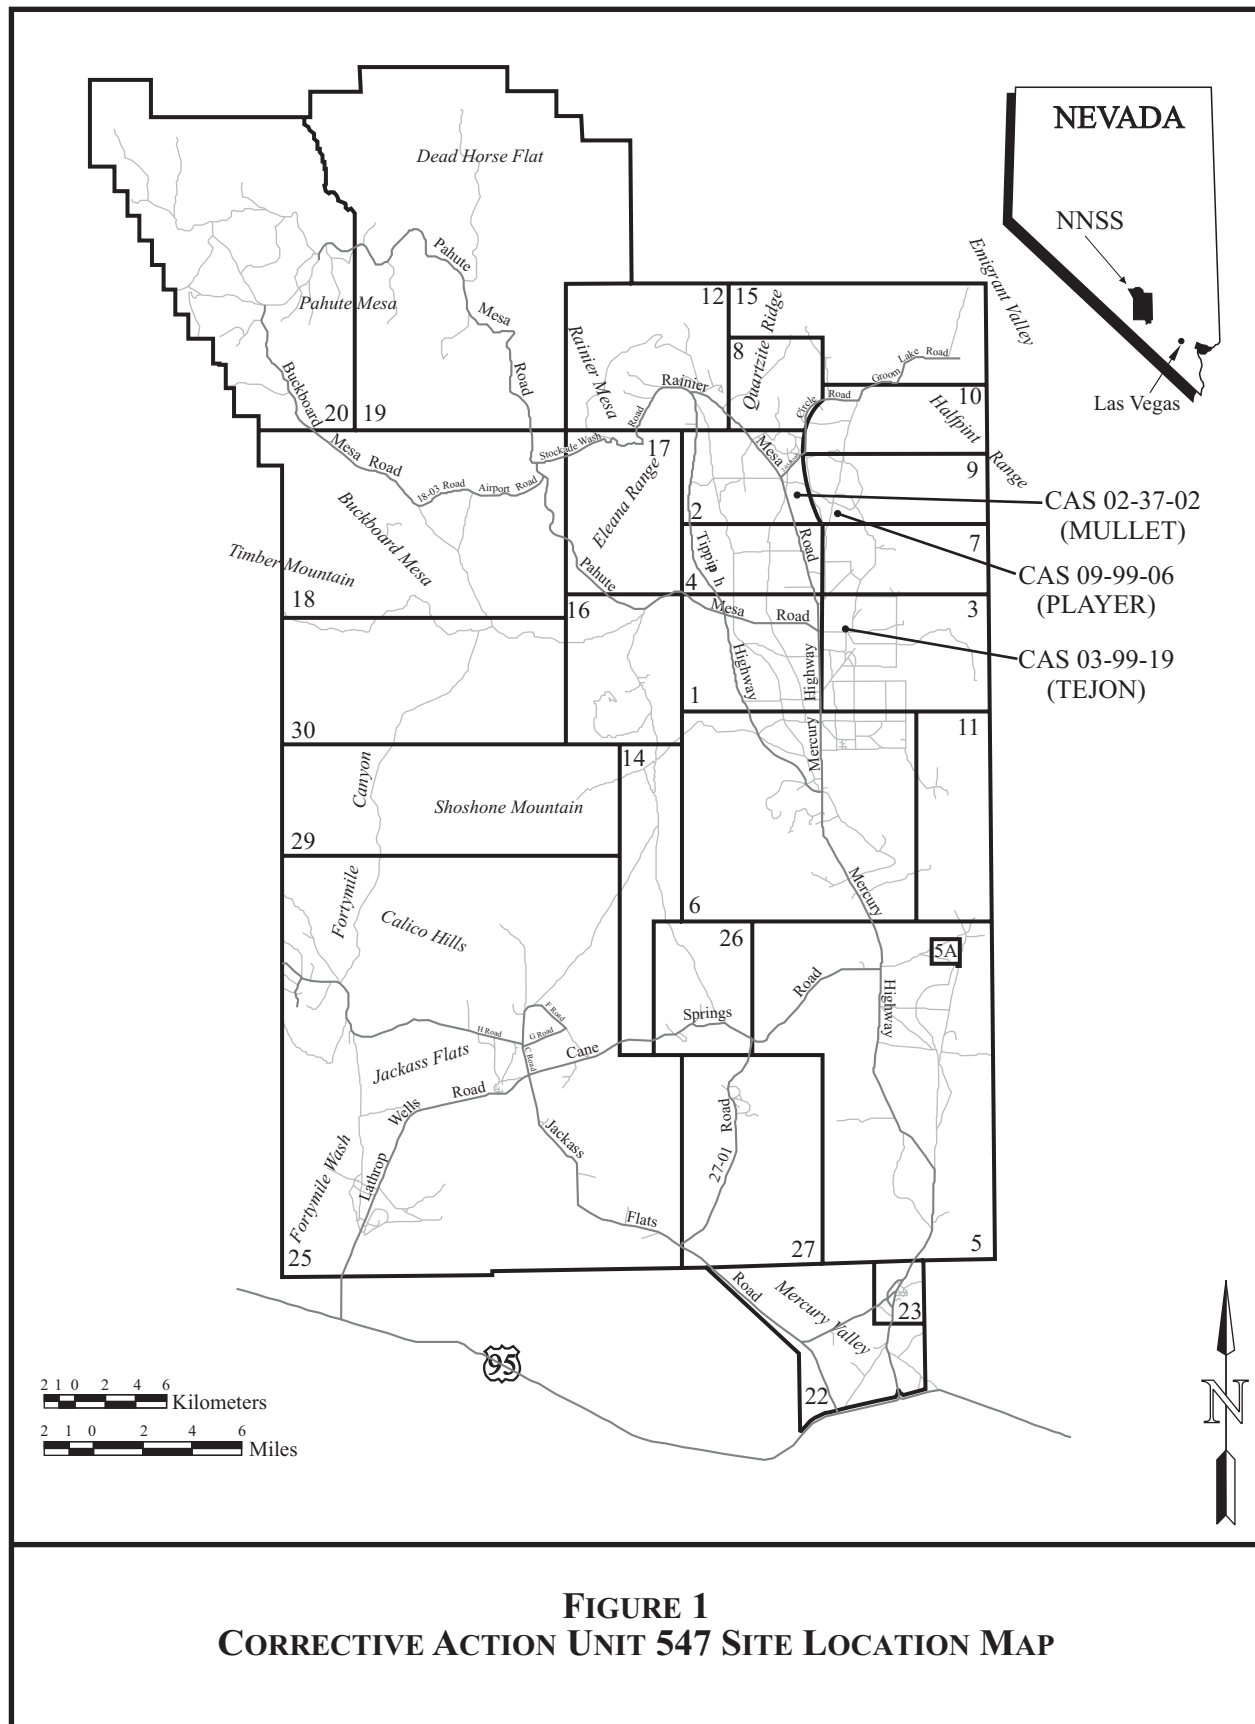 NEVADA
NNSS
Las Vegas
Dead Horse Flat
Emigrant Valley
Pahute
Mesa
Road
Pahute Mesa
12
15
Quartzite Ridge
Rainier Mesa
8
Groom Lake Road
Rainier
Circle Road
10
Halfpint
Range
Buckboard
Mesa Road
20
19
Stockade Wash Road
17
Mesa
Road
9
18-03 Road
Airport Road
Eleana Range
Buckboard Mesa
2
CAS 02-37-02
(MULLET)
7
Timber Mountain
Tippipah
Highway
CAS 09-99-06
(PLAYER)
Pahute
Mesa
Road
4
18
16
3
CAS 03-99-19
(TEJON)
Mercury Highway
1
11
30
14
Fortymile Canyon
Shoshone Mountain
29
Mercury
Highway
6
Calico Hills
26
5A
Road
Springs
Cane
H Road
F Road
G Road
C Road
Jackass Flats
Road
Wells
Lathrop
Jackass
Flats
Road
27-01 Road
Fortymile Wash
25
27
5
Mercury Valley
23
22
95
2 1 0 2 4 6
Kilometers
2 1 0 2 4 6
Miles
N
FIGURE 1
CORRECTIVE ACTION UNIT 547 SITE LOCATION MAP